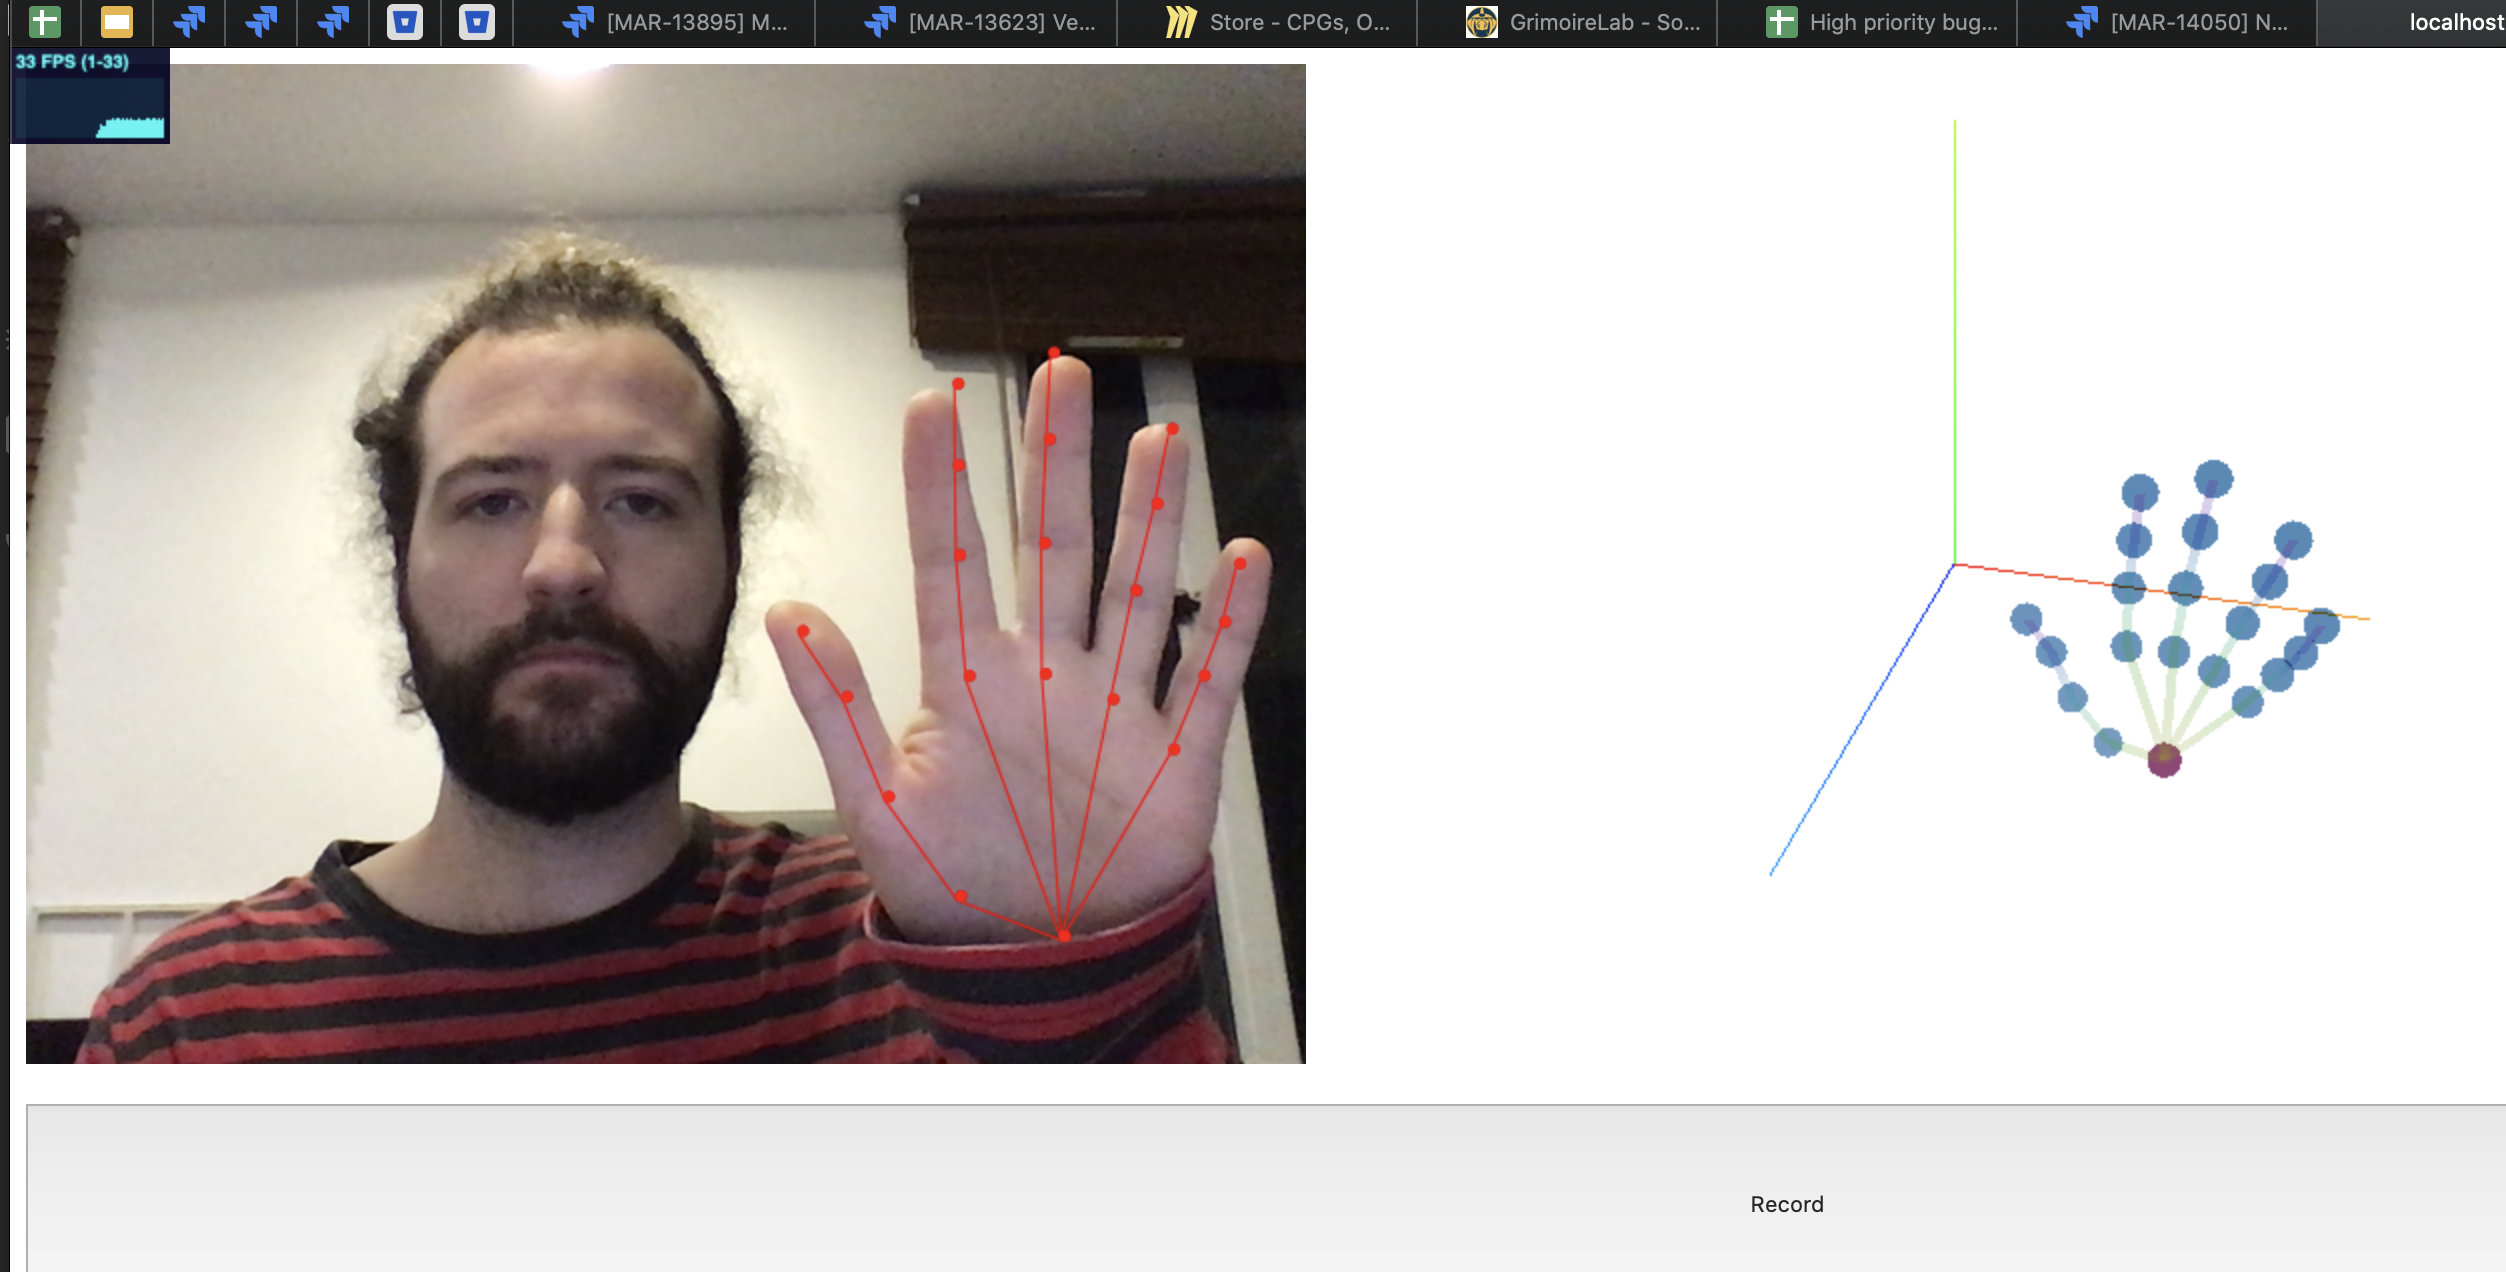 [MAR-13895] M...
[MAR-13623] Ve...
Store - CPGs, O...
GrimoireLab - So...
High priority bug...
[MAR-14050] N...
localhost
33 FPS (1-33)
Record